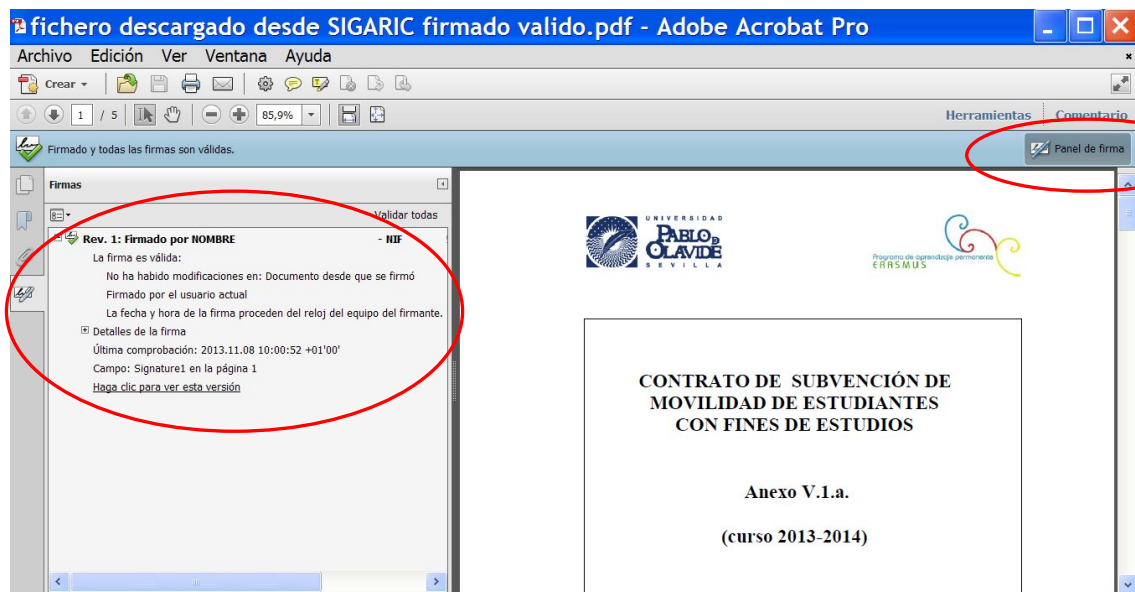 fichero descargado desde SIGARIC firmado valido.pdf - Adobe Acrobat Pro
Archivo Edición Ver Ventana Ayuda
Crear
1 / 5 85,9% Herramientas Comentario
Firmado y todas las firmas son válidas. Panel de firma
Firmas
Validar todas
Rev. 1: Firmado por NOMBRE - NIF
La firma es válida:
No ha habido modificaciones en: Documento desde que se firmó
Firmado por el usuario actual
La fecha y hora de la firma proceden del reloj del equipo del firmante.
Detalles de la firma
Última comprobación: 2013.11.08 10:00:52 +01'00'
Campo: Signature1 en la página 1
Haga clic para ver esta versión
UNIVERSIDAD
PABLO DE
OLAVIDE
SEVILLA
Programa de aprendizaje permanente
ERASMUS
CONTRATO DE SUBVENCIÓN DE
MOVILIDAD DE ESTUDIANTES
CON FINES DE ESTUDIOS
Anexo V.1.a.
(curso 2013-2014)